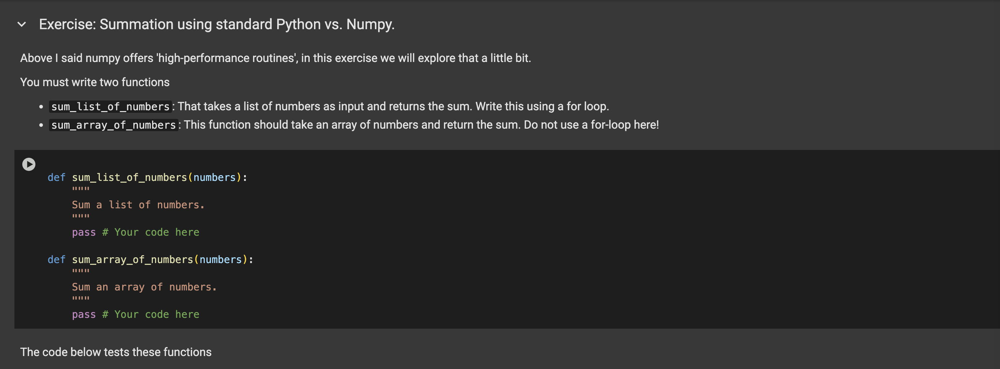 Exercise: Summation using standard Python vs. Numpy.
Above I said numpy offers 'high-performance routines', in this exercise we will explore that a little bit.
You must write two functions
• sum_list_of_numbers: That takes a list of numbers as input and returns the sum. Write this using a for loop.
• sum_array_of_numbers: This function should take an array of numbers and return the sum. Do not use a for-loop here!
def sum_list_of_numbers(numbers):
    """
    Sum a list of numbers.
    """
    pass # Your code here
def sum_array_of_numbers(numbers):
    """
    Sum an array of numbers.
    """
    pass # Your code here
The code below tests these functions